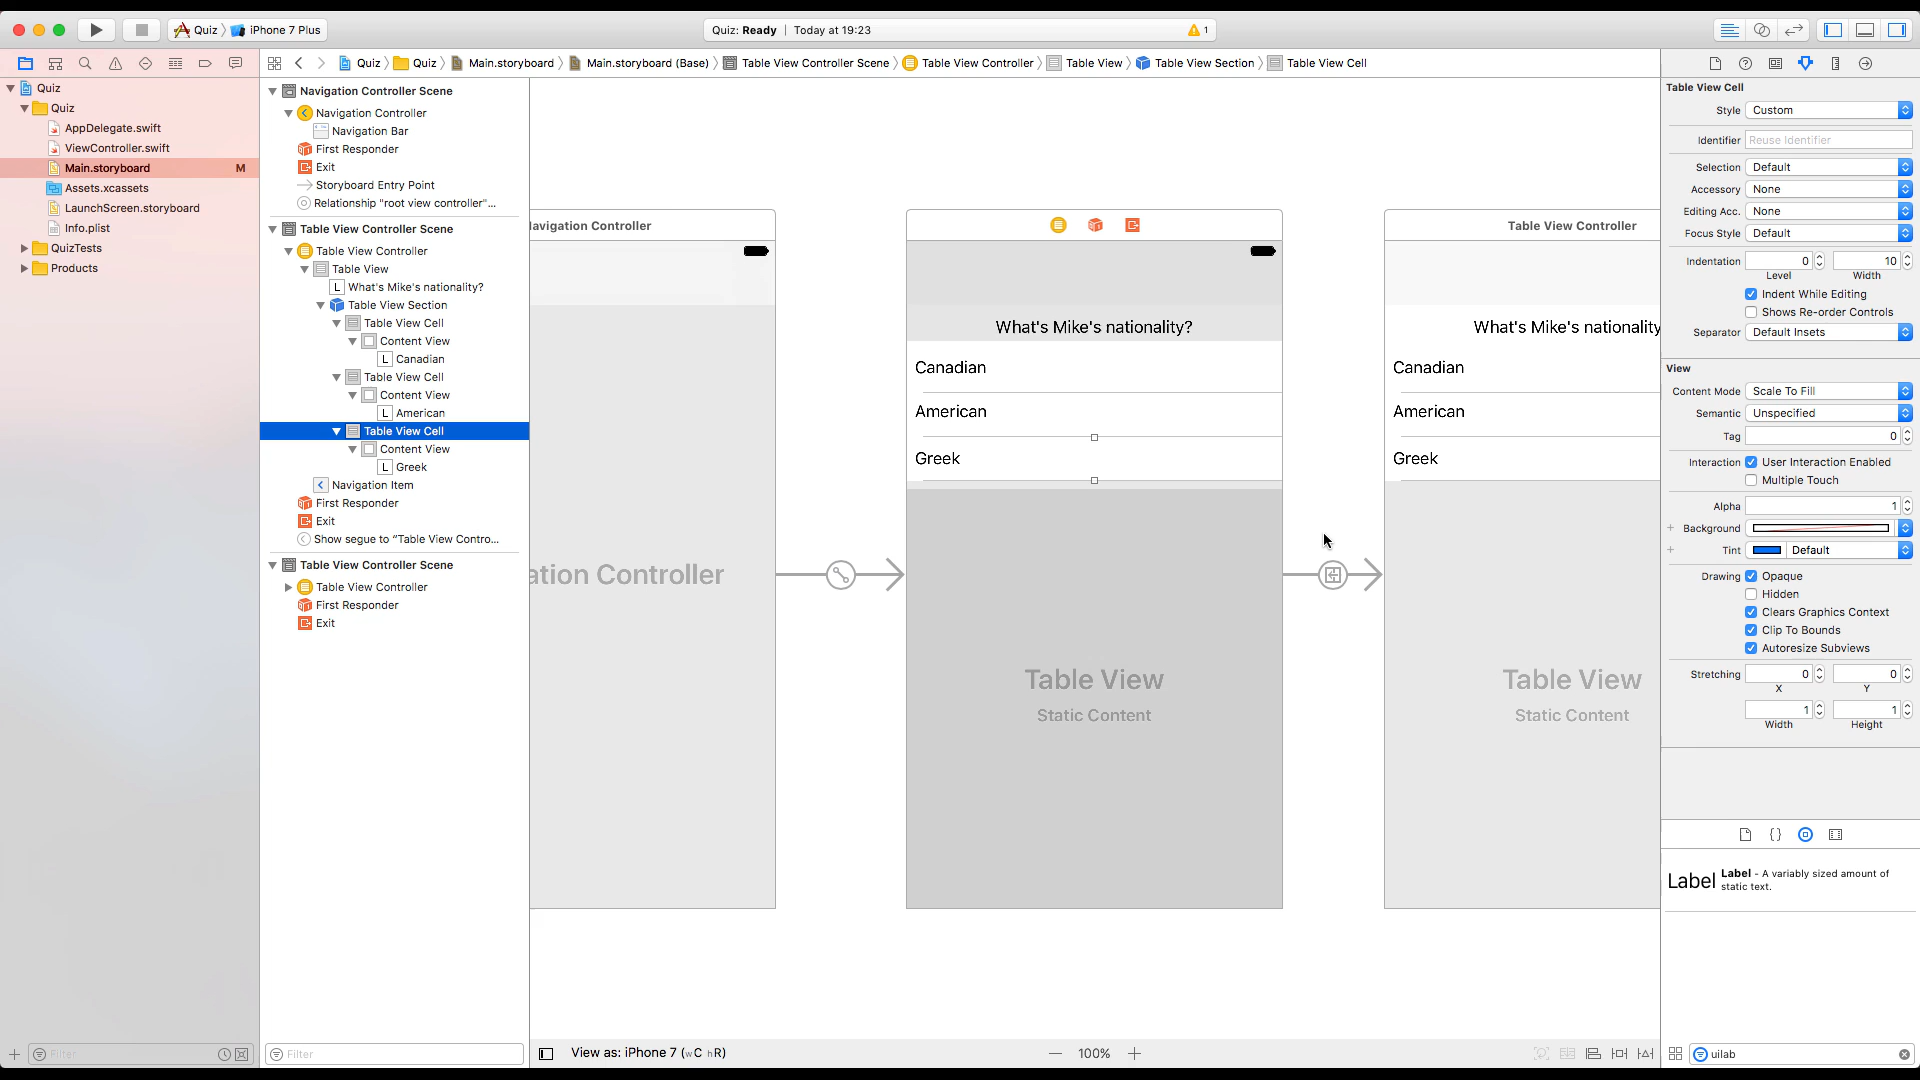 Quiz
iPhone 7 Plus
Quiz: Ready
Today at 19:23
1
Quiz
Quiz
Main.storyboard
Main.storyboard (Base)
Table View Controller Scene
Table View Controller
Table View
Table View Section
Table View Cell
Quiz
Quiz
AppDelegate.swift
ViewController.swift
Main.storyboard
M
Assets.xcassets
LaunchScreen.storyboard
Info.plist
QuizTests
Products
Filter
Navigation Controller Scene
Navigation Controller
Navigation Bar
First Responder
Exit
Storyboard Entry Point
Relationship "root view controller"...
Table View Controller Scene
Table View Controller
Table View
L What's Mike's nationality?
Table View Section
Table View Cell
Content View
L Canadian
Table View Cell
Content View
L American
Table View Cell
Content View
L Greek
Navigation Item
First Responder
Exit
Show segue to "Table View Contro...
Table View Controller Scene
Table View Controller
First Responder
Exit
Filter
Navigation Controller
ation Controller
What's Mike's nationality?
Canadian
American
Greek
Table View
Static Content
Table View Controller
What's Mike's nationality
Canadian
American
Greek
Table View
Static Content
View as: iPhone 7 (wC hR)
100%
Table View Cell
Style Custom
Identifier Reuse Identifier
Selection Default
Accessory None
Editing Acc. None
Focus Style Default
Indentation 0 10
Level Width
Indent While Editing
Shows Re-order Controls
Separator Default Insets
View
Content Mode Scale To Fill
Semantic Unspecified
Tag 0
Interaction User Interaction Enabled
Multiple Touch
Alpha 1
Background
Tint Default
Drawing Opaque
Hidden
Clears Graphics Context
Clip To Bounds
Autoresize Subviews
Stretching 0 0
X Y
1 1
Width Height
{}
Label
Label - A variably sized amount of
static text.
uilab